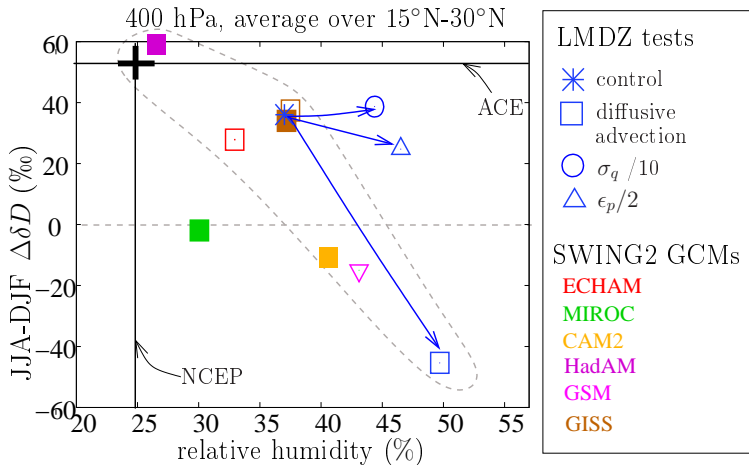 400 hPa, average over 15°N-30°N
JJA-DJF ΔδD (‰)
60
40
20
0
−20
−40
−60
20
25
30
35
40
45
50
55
relative humidity (%)
ACE
NCEP
LMDZ tests
control
diffusive
advection
σq /10
ϵp/2
SWING2 GCMs
ECHAM
MIROC
CAM2
HadAM
GSM
GISS